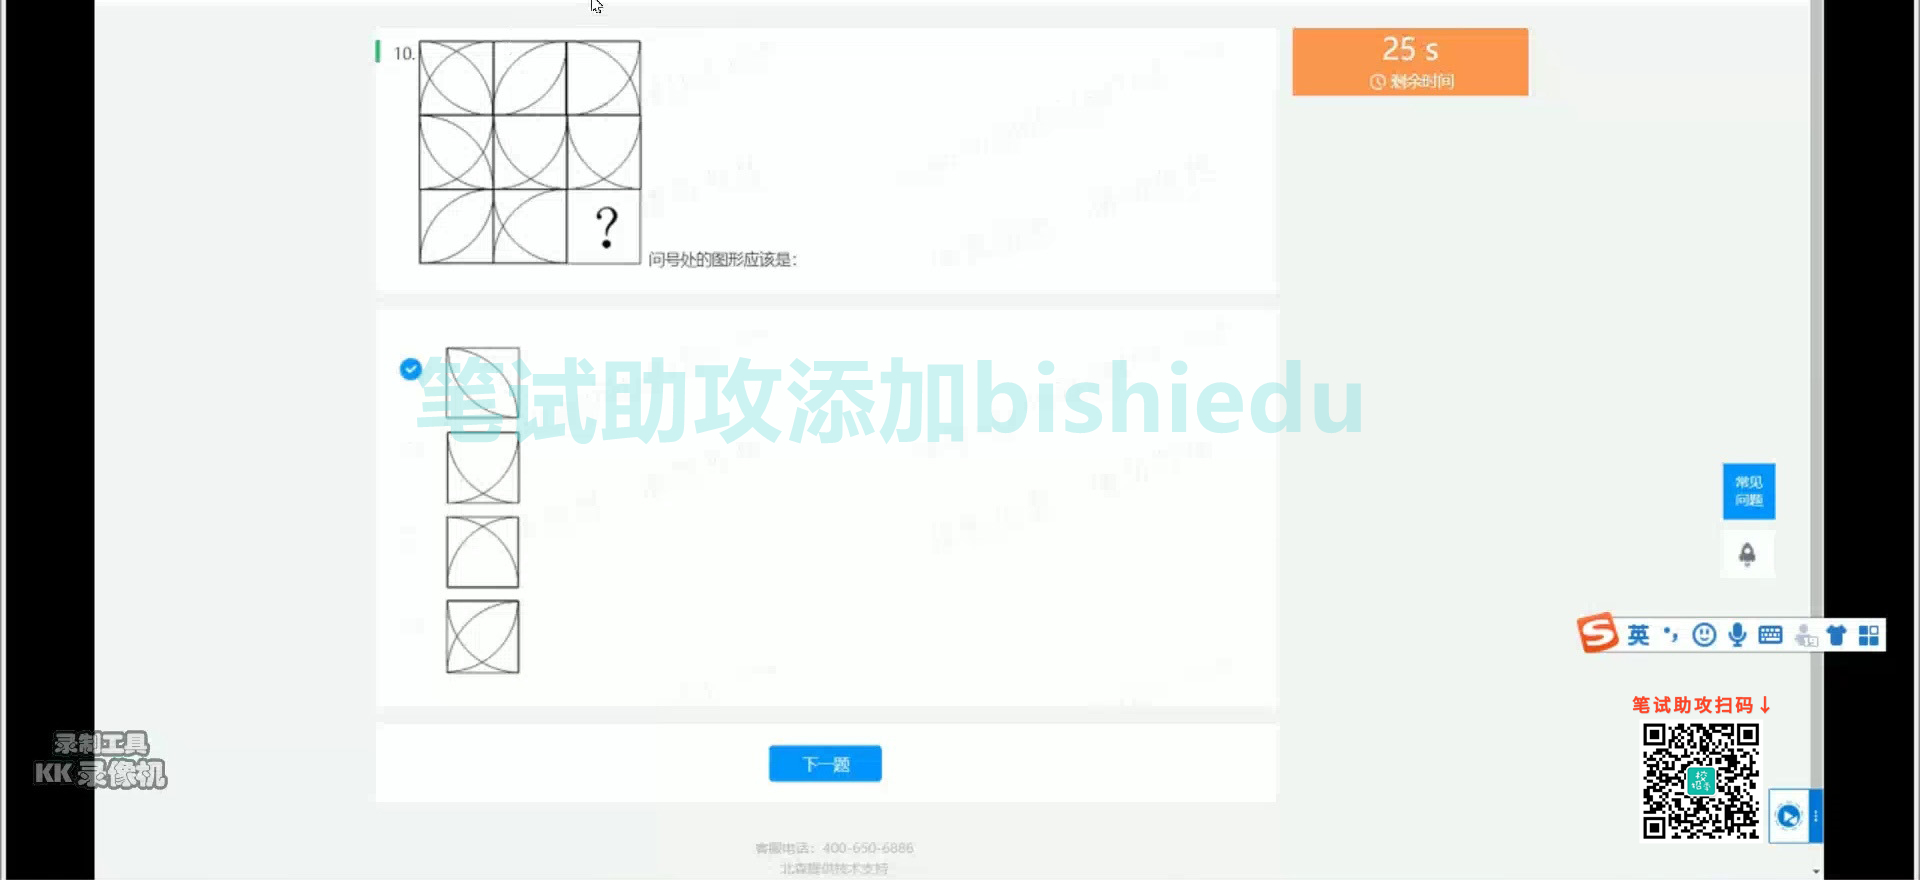 10.
?
问号处的图形应该是:
25 s
剩余时间
笔试助攻添加bishiedu
常见
问题
英
笔试助攻扫码↓
录制工具
KK 录像机
下一题
客服电话: 400-650-6886
北森提供技术支持